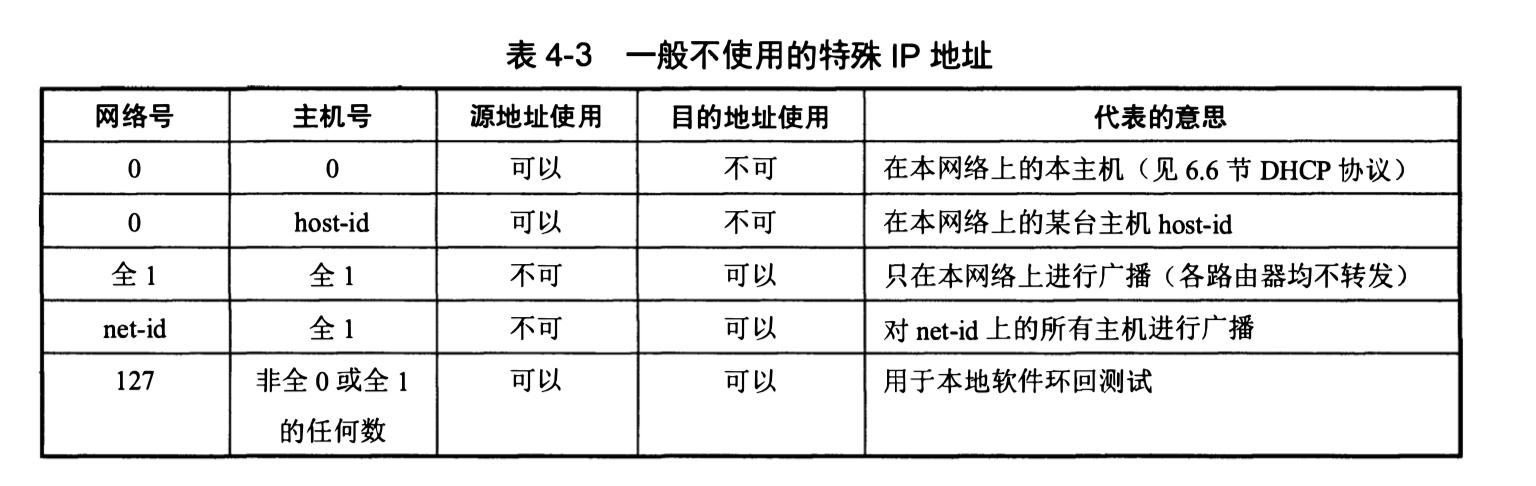 表 4-3 一般不使用的特殊 IP 地址
网络号 主机号 源地址使用 目的地址使用 代表的意思
0 0 可以 不可 在本网络上的本主机（见 6.6 节 DHCP 协议）
0 host-id 可以 不可 在本网络上的某台主机 host-id
全 1 全 1 不可 可以 只在本网络上进行广播（各路由器均不转发）
net-id 全 1 不可 可以 对 net-id 上的所有主机进行广播
127 非全 0 或全 1 可以 可以 用于本地软件环回测试
的任何数